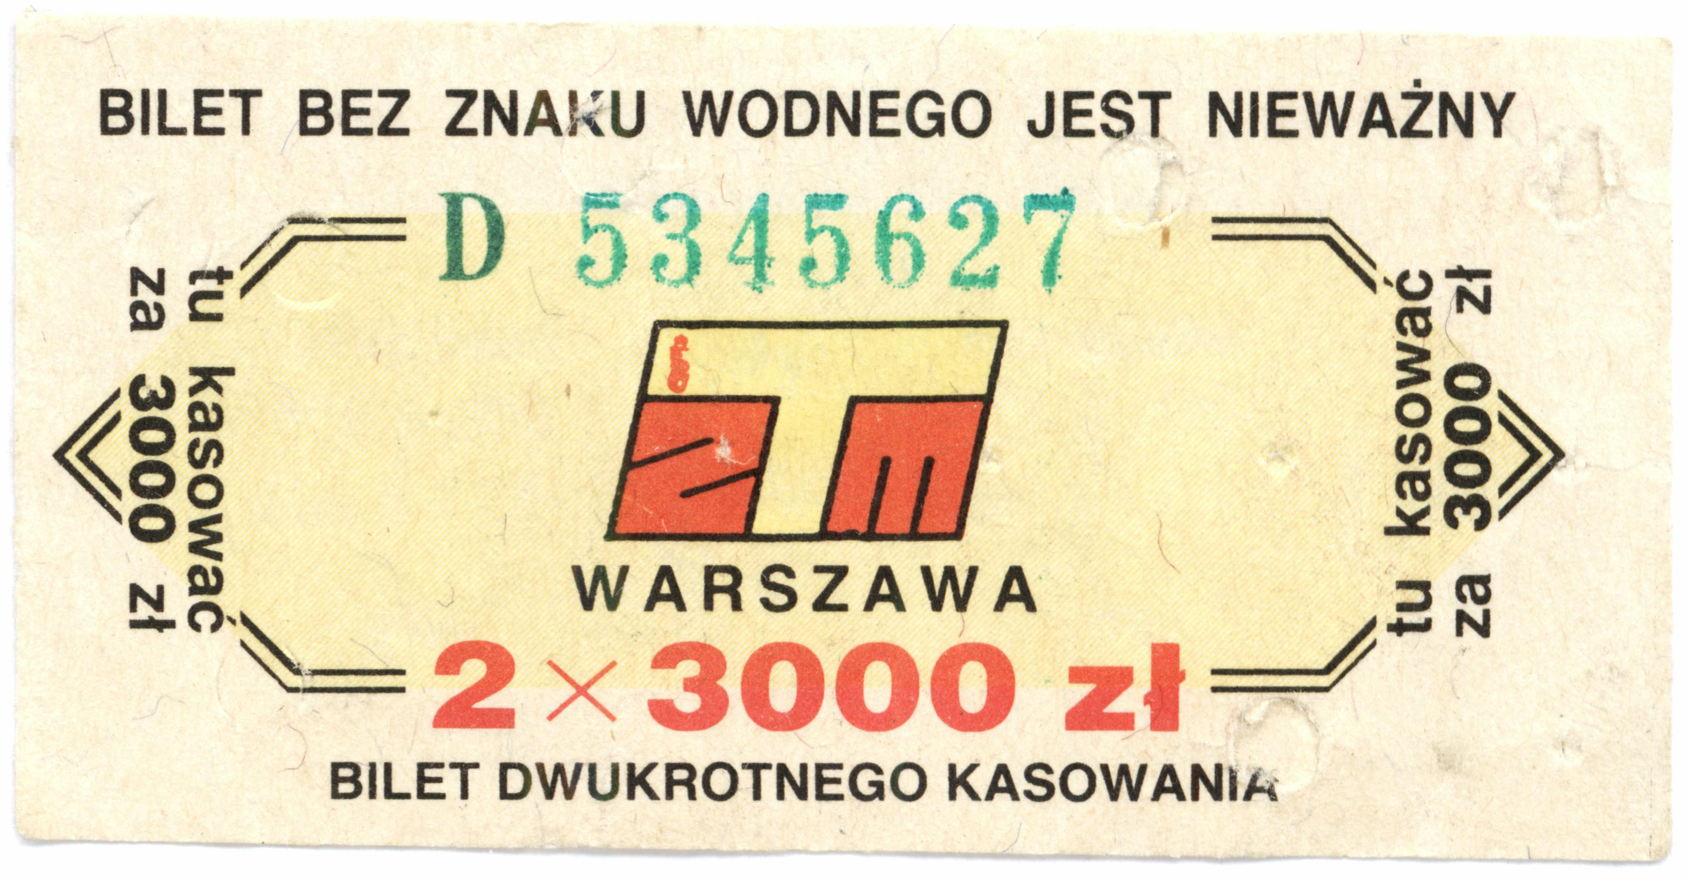 BILET BEZ ZNAKU WODNEGO JEST NIEWAŻNY
D 5345627
tu kasować
za 3000 zł
ZTM
WARSZAWA
2 × 3000 zł
BILET DWUKROTNEGO KASOWANIA
tu kasować
za 3000 zł